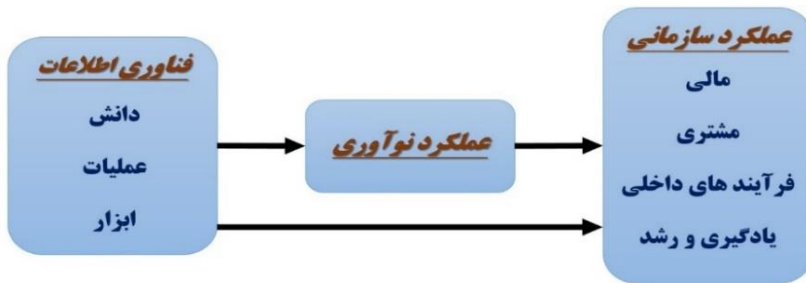 فناوری اطلاعات
دانش
عملیات
ابزار
عملکرد نوآوری
عملکرد سازمانی
مالی
مشتری
فرآیند های داخلی
یادگیری و رشد